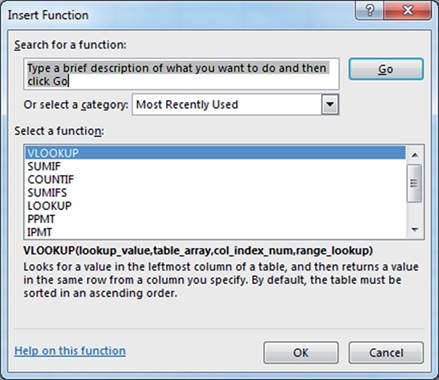 Insert Function
Search for a function:
Type a brief description of what you want to do and then
click Go
Go
Or select a category:
Most Recently Used
Select a function:
VLOOKUP
SUMIF
COUNTIF
SUMIFS
LOOKUP
PPMT
IPMT
VLOOKUP(lookup_value,table_array,col_index_num,range_lookup)
Looks for a value in the leftmost column of a table, and then returns a value
in the same row from a column you specify. By default, the table must be
sorted in an ascending order.
Help on this function
OK
Cancel